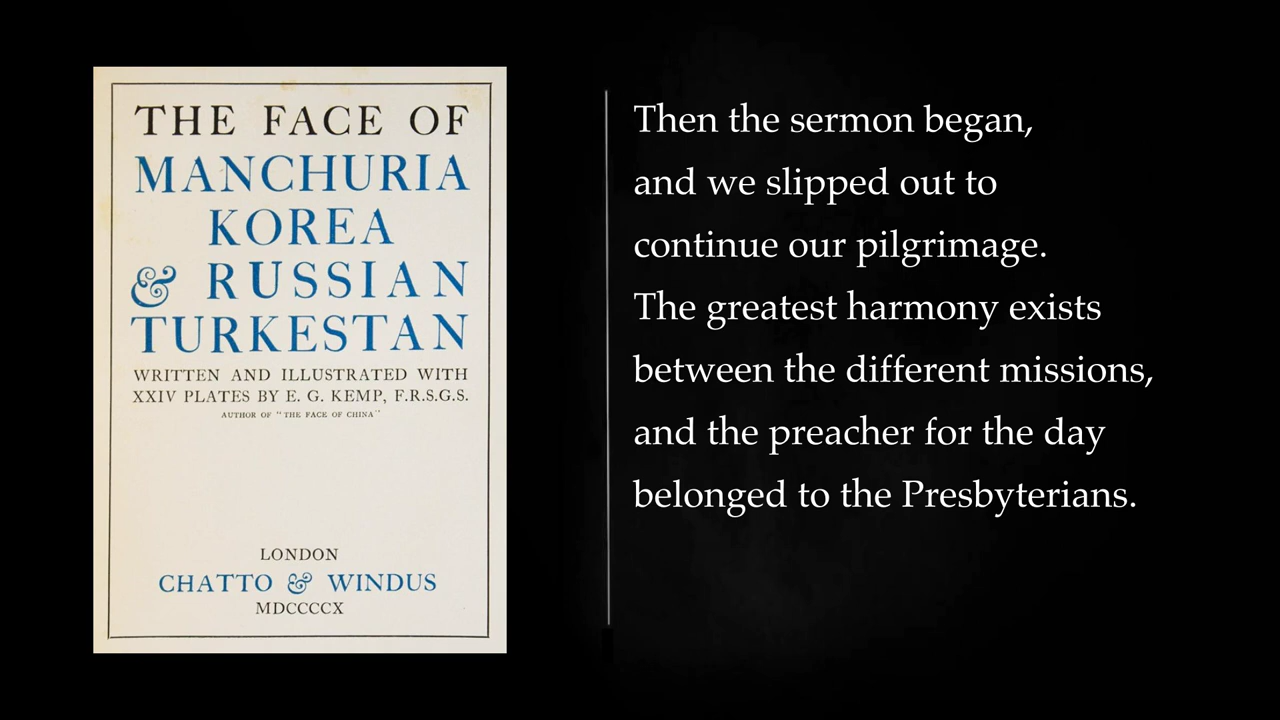 THE FACE OF
MANCHURIA
KOREA
& RUSSIAN
TURKESTAN
WRITTEN AND ILLUSTRATED WITH
XXIV PLATES BY E. G. KEMP, F.R.S.G.S.
AUTHOR OF "THE FACE OF CHINA"
LONDON
CHATTO & WINDUS
MDCCCCX
Then the sermon began,
and we slipped out to
continue our pilgrimage.
The greatest harmony exists
between the different missions,
and the preacher for the day
belonged to the Presbyterians.